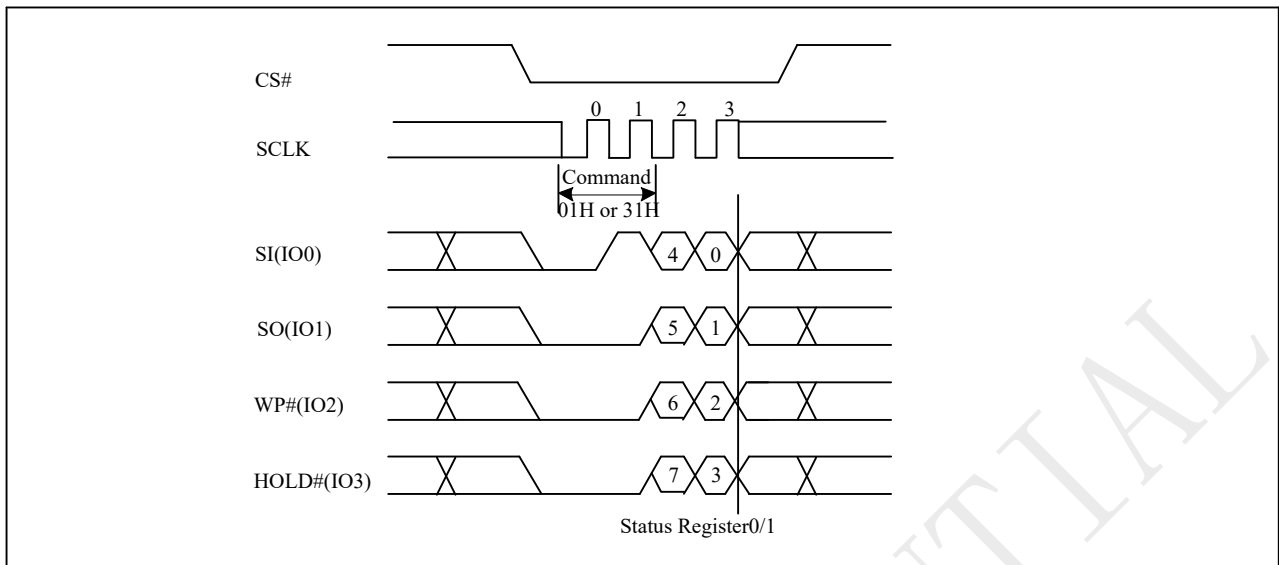 CS#
0 1 2 3
SCLK
Command
01H or 31H
SI(IO0) 4 0
SO(IO1) 5 1
WP#(IO2) 6 2
HOLD#(IO3) 7 3
Status Register0/1
NTIAL